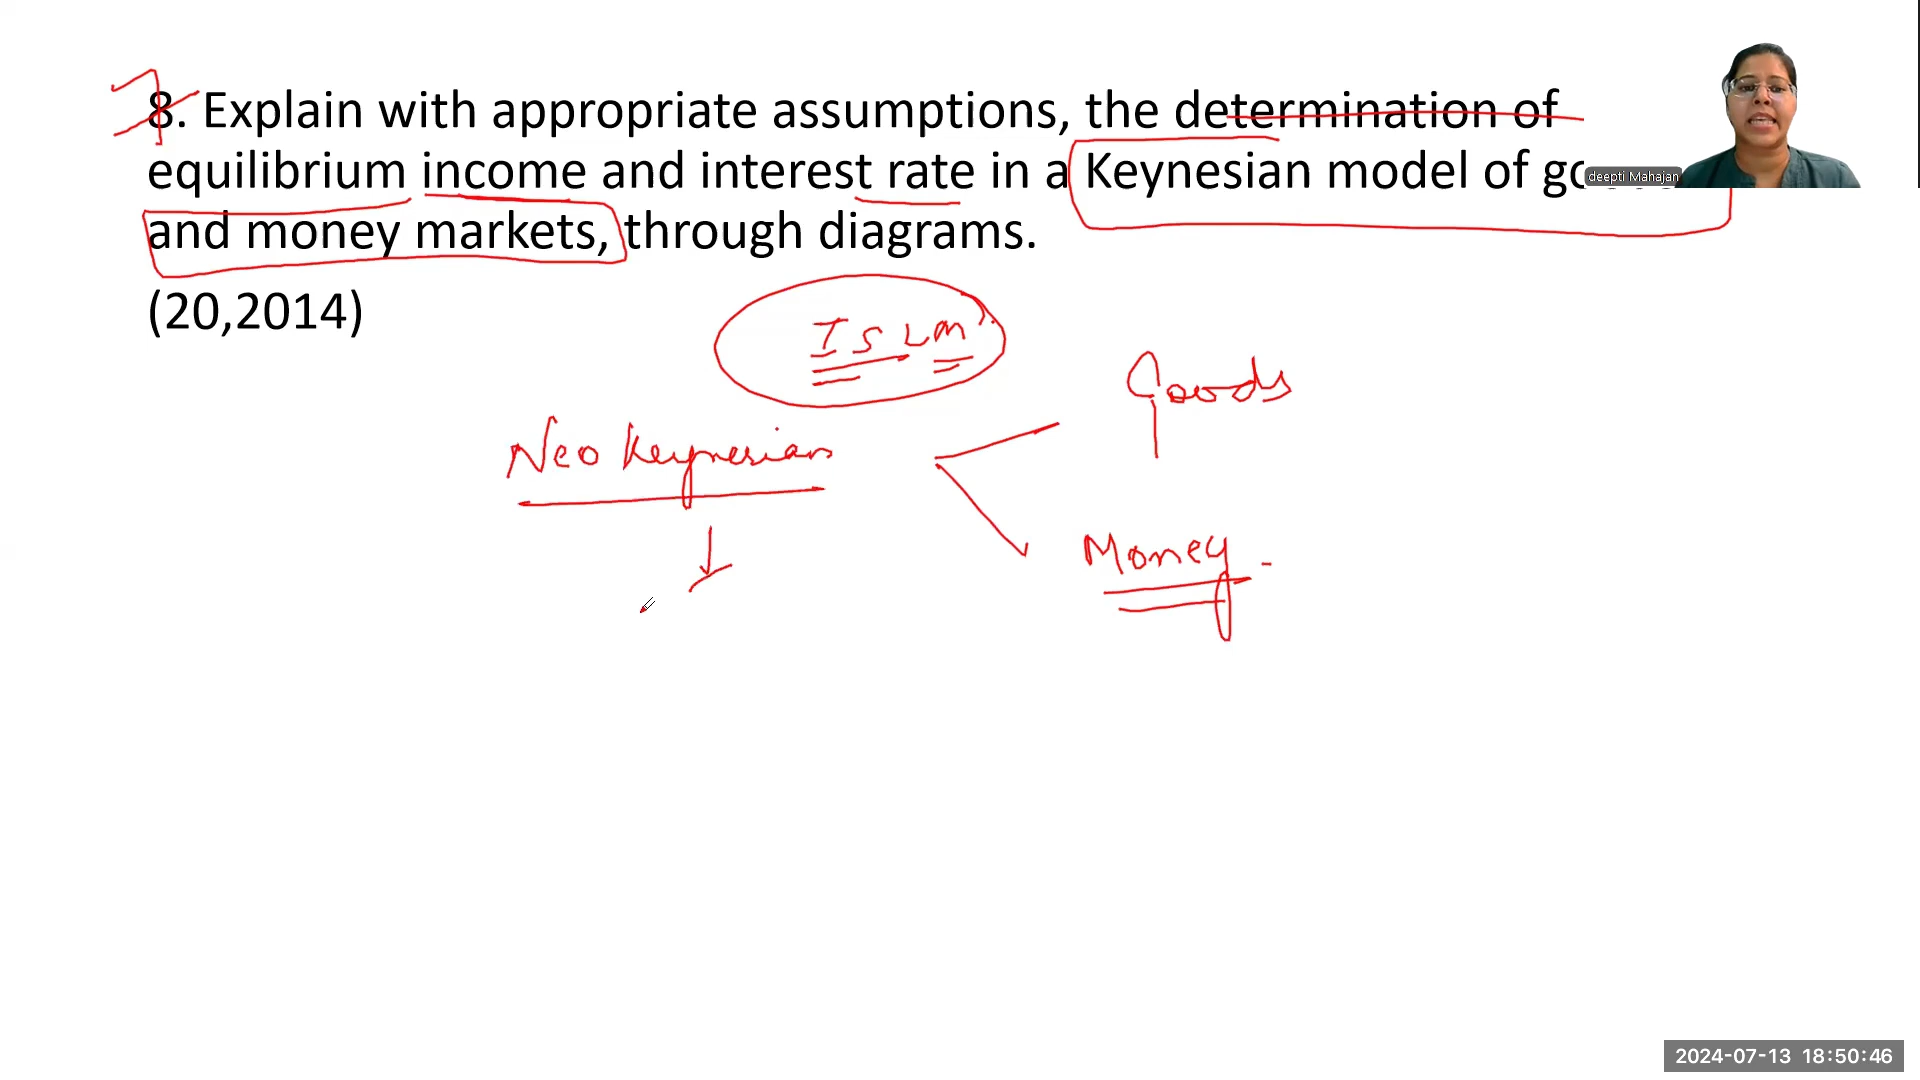 8. Explain with appropriate assumptions, the determination of
equilibrium income and interest rate in a Keynesian model of
and money markets, through diagrams.
(20,2014)
deepti Mahajan
IS LM
Goods
Neo Keynesian
Money
2024-07-13 18:50:46